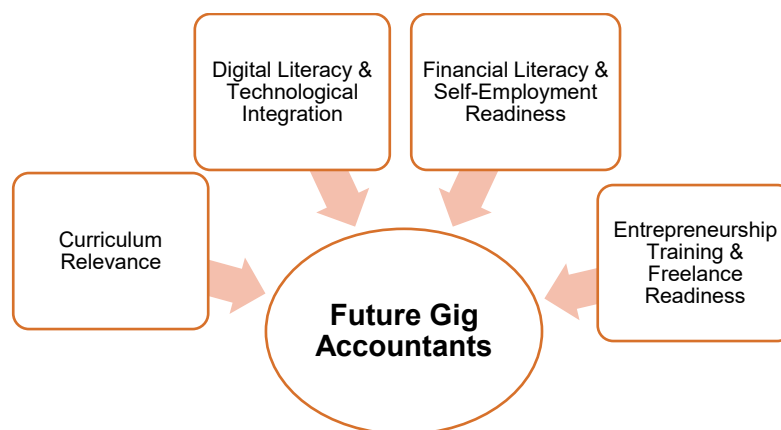 Digital Literacy &
Technological
Integration
Financial Literacy &
Self-Employment
Readiness
Curriculum
Relevance
Entrepreneurship
Training &
Freelance
Readiness
Future Gig
Accountants